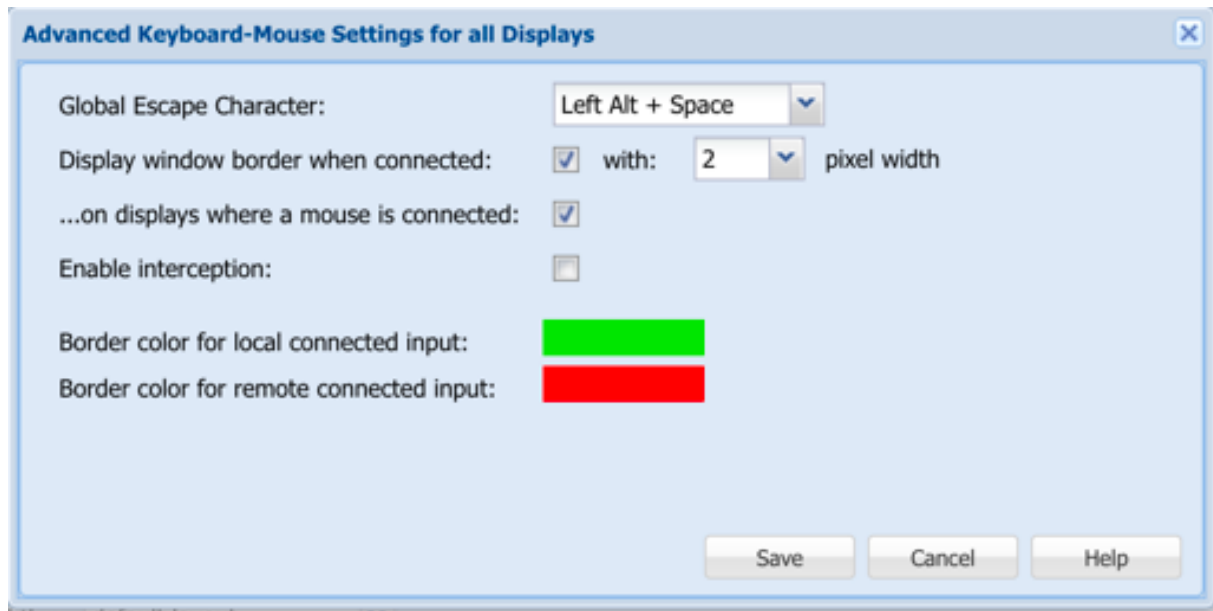 Advanced Keyboard-Mouse Settings for all Displays
Global Escape Character: Left Alt + Space
Display window border when connected: with: 2 pixel width
...on displays where a mouse is connected:
Enable interception:
Border color for local connected input:
Border color for remote connected input:
Save Cancel Help